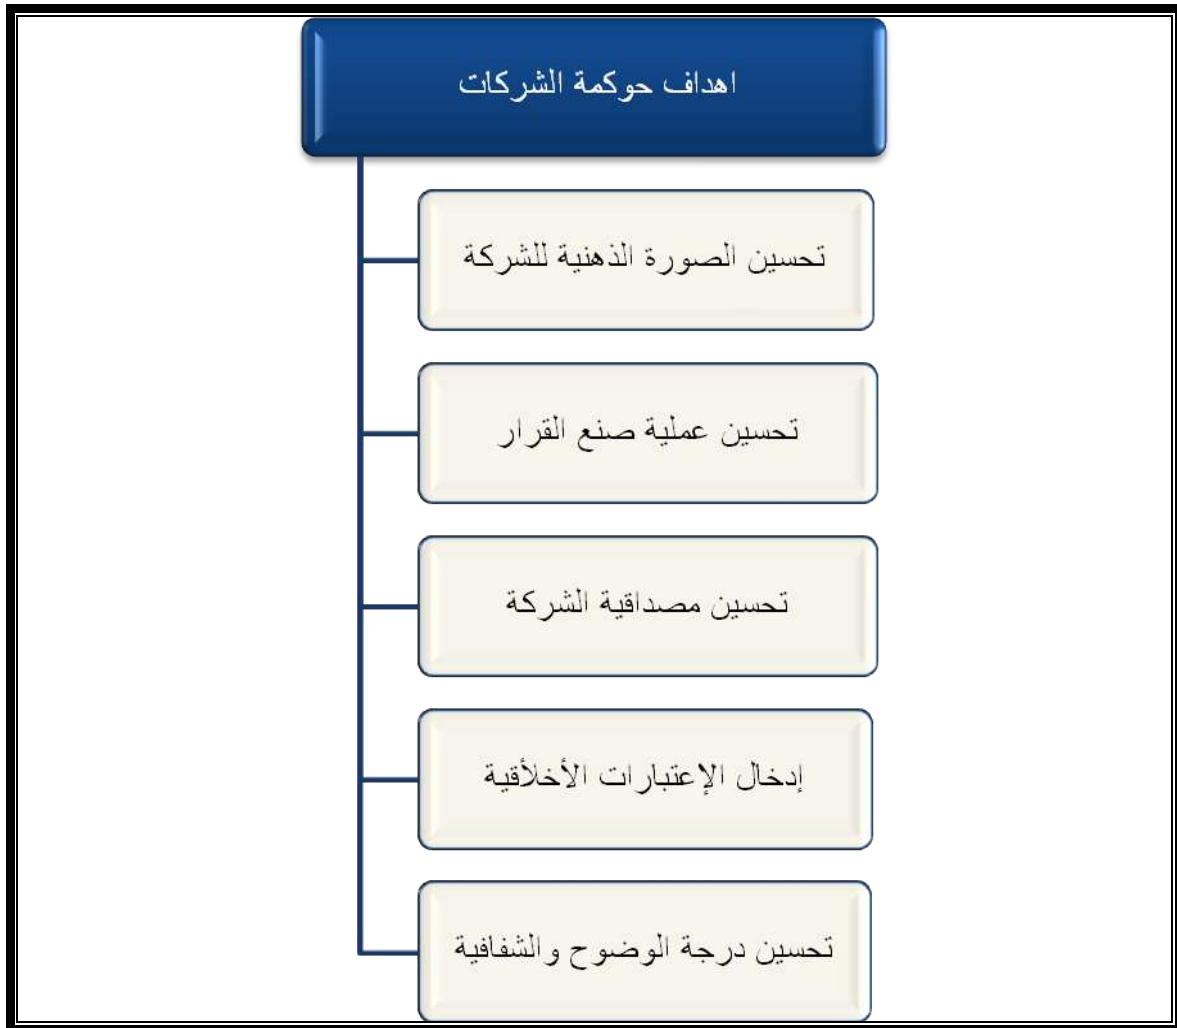 اهداف حوكمة الشركات
تحسين الصورة الذهنية للشركة
تحسين عملية صنع القرار
تحسين مصداقية الشركة
إدخال الإعتبارات الأخلأقية
تحسين درجة الوضوح والشفافية